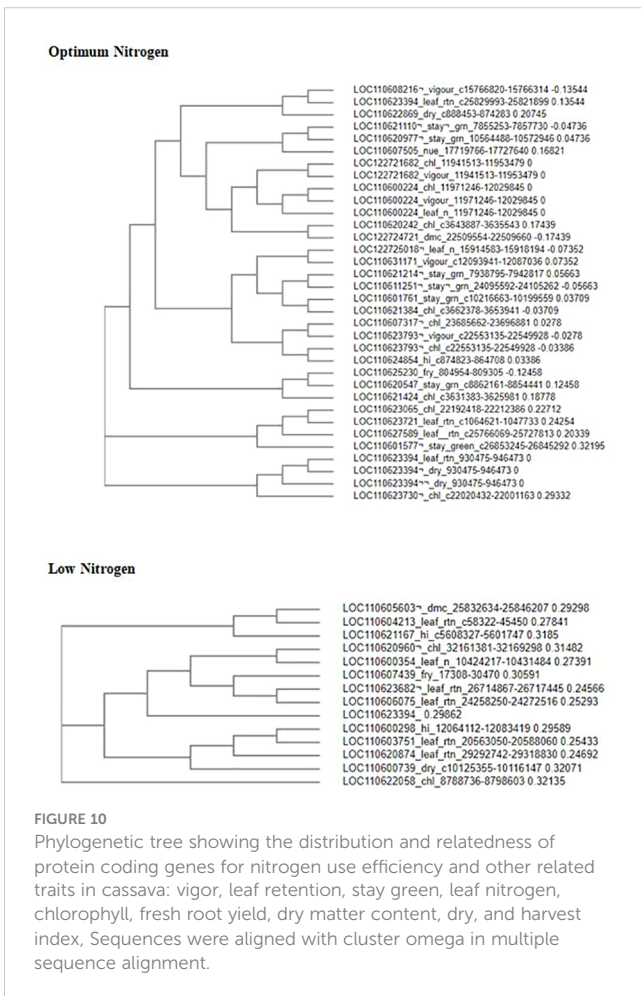 Optimum Nitrogen
LOC110608216¬_vigour_c15766820-15766314 -0.13544
LOC110623394_leaf_rtn_c25829993-25821899 0.13544
LOC110622869_dry_c888453-874283 0.20745
LOC110621110¬_stay¬_grn_7855253-7857730 -0.04736
LOC110620977¬_stay¬_grn_10564488-10572946 0.04736
LOC110607505_nue_17719766-17727640 0.16821
LOC122721682_chl_11941513-11953479 0
LOC122721682_vigour_11941513-11953479 0
LOC110600224_chl_11971246-12029845 0
LOC110600224_vigour_11971246-12029845 0
LOC110600224_leaf_n_11971246-12029845 0
LOC110620242_chl_c3643887-3635543 0.17439
LOC122724721_dmc_22509554-22509660 -0.17439
LOC122725018¬_leaf_n_15914583-15918194 -0.07352
LOC110631171_vigour_c12093941-12087036 0.07352
LOC110621214¬_stay_grn_7938795-7942817 0.05663
LOC110611251¬_stay¬_grn_24095592-24105262 -0.05663
LOC110601761_stay_grn_c10216663-10199559 0.03709
LOC110621384_chl_c3662378-3653941 -0.03709
LOC110607317¬_chl_23685662-23696881 0.0278
LOC110623793¬_vigour_c22553135-22549928 -0.0278
LOC110623793¬_chl_c22553135-22549928 -0.03386
LOC110624854_hi_c874823-864708 0.03386
LOC110625230_fry_804954-809305 -0.12458
LOC110620547_stay_grn_c8862161-8854441 0.12458
LOC110621424_chl_c3631383-3625981 0.18778
LOC110623065_chl_22192418-22212386 0.22712
LOC110623721_leaf_rtn_c1064621-1047733 0.24254
LOC110627589_leaf__rtn_c25766069-25727813 0.20339
LOC110601577¬_stay_green_c26853245-26845292 0.32195
LOC110623394_leaf_rtn_930475-946473 0
LOC110623394¬_dry_930475-946473 0
LOC110623394¬¬_dry_930475-946473 0
LOC110623730¬_chl_c22020432-22001163 0.29332
Low Nitrogen
LOC110605603¬_dmc_25832634-25846207 0.29298
LOC110604213_leaf_rtn_c58322-45450 0.27841
LOC110621167_hi_c5608327-5601747 0.3185
LOC110620960¬_chl_32161381-32169298 0.31482
LOC110600354_leaf_n_10424217-10431484 0.27391
LOC110607439_fry_17308-30470 0.30591
LOC110623682¬_leaf_rtn_26714867-26717445 0.24566
LOC110606075_leaf_rtn_24258250-24272516 0.25293
LOC110623394_ 0.29862
LOC110600298_hi_12064112-12083419 0.29589
LOC110603751_leaf_rtn_20563050-20588060 0.25433
LOC110620874_leaf_rtn_29292742-29318830 0.24692
LOC110600739_dry_c10125355-10116147 0.32071
LOC110622058_chl_8788736-8798603 0.32135
FIGURE 10
Phylogenetic tree showing the distribution and relatedness of
protein coding genes for nitrogen use efficiency and other related
traits in cassava: vigor, leaf retention, stay green, leaf nitrogen,
chlorophyll, fresh root yield, dry matter content, dry, and harvest
index, Sequences were aligned with cluster omega in multiple
sequence alignment.